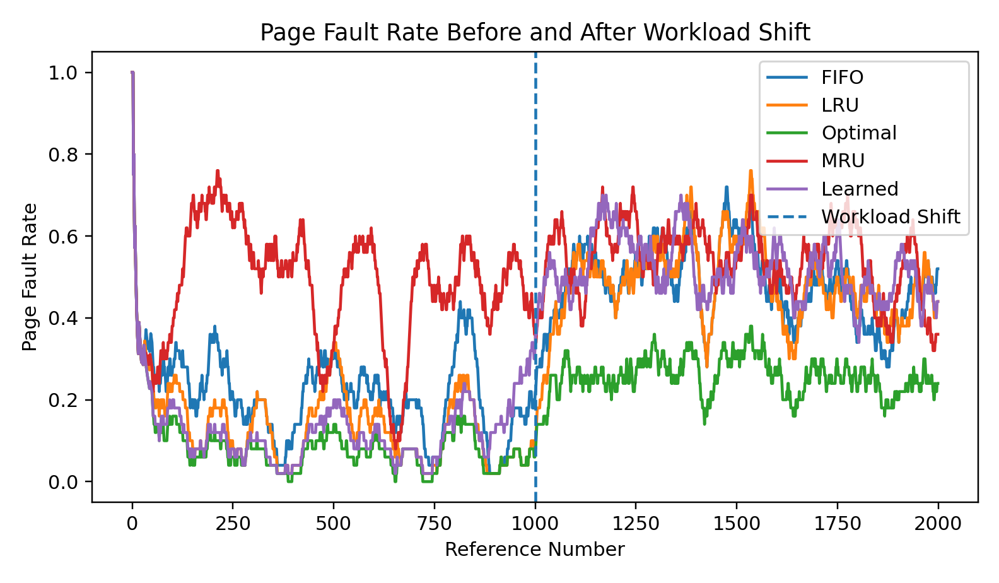 Page Fault Rate Before and After Workload Shift
Page Fault Rate
1.0
0.8
0.6
0.4
0.2
0.0
FIFO
LRU
Optimal
MRU
Learned
Workload Shift
0 250 500 750 1000 1250 1500 1750 2000
Reference Number